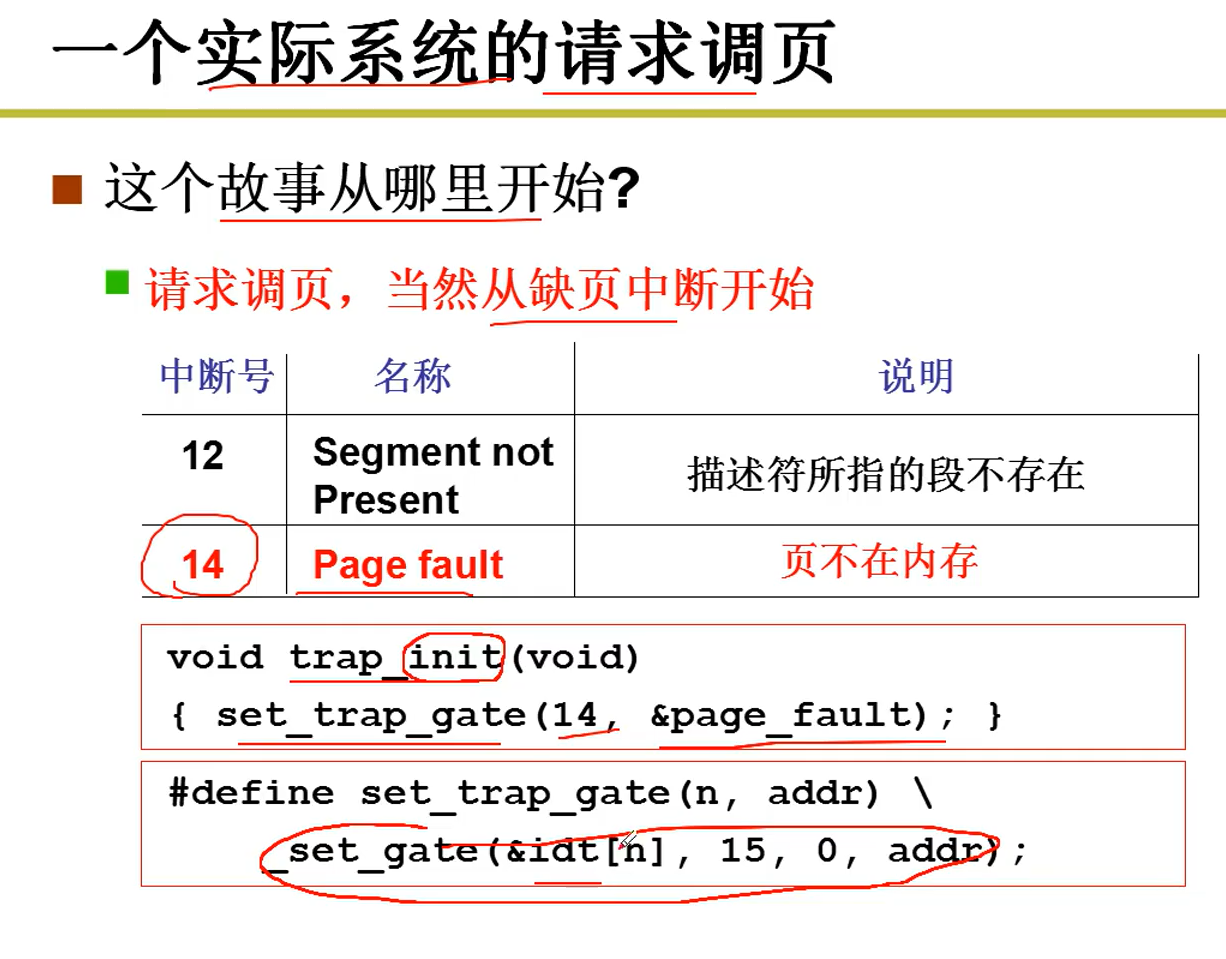 一个实际系统的请求调页
这个故事从哪里开始?
请求调页，当然从缺页中断开始
中断号 名称 说明
12 Segment not Present 描述符所指的段不存在
14 Page fault 页不在内存
void trap_init(void)
{ set_trap_gate(14, &page_fault); }
#define set_trap_gate(n, addr) \
_set_gate(&idt[n], 15, 0, addr);